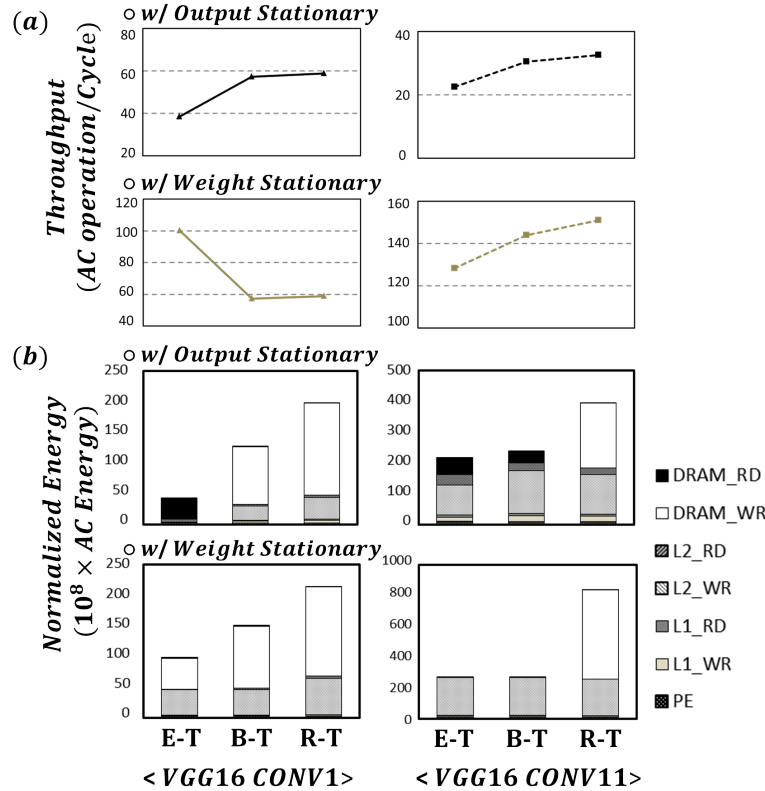 (a)
○ w/ Output Stationary
Throughput
(AC operation/Cycle)
80
60
40
20
40
20
0
○ w/ Weight Stationary
120
100
80
60
40
160
140
120
100
(b)
○ w/ Output Stationary
Normalized Energy
(10⁸ × AC Energy)
250
200
150
100
50
0
500
400
300
200
100
0
○ w/ Weight Stationary
250
200
150
100
50
0
1000
800
600
400
200
0
DRAM_RD
DRAM_WR
L2_RD
L2_WR
L1_RD
L1_WR
PE
E-T B-T R-T
E-T B-T R-T
< VGG16 CONV1>
< VGG16 CONV11>